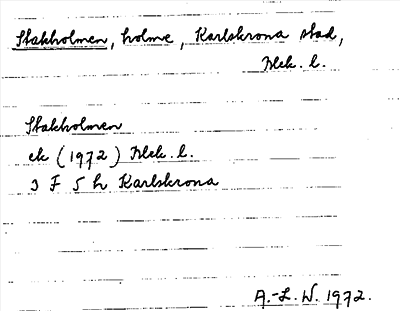 Stakholmen, holme, Karlskrona stad,
Blek. l.
Stakholmen
ek (1972) Blek. l.
3 F 5 h Karlskrona
A.-L. W. 1972.